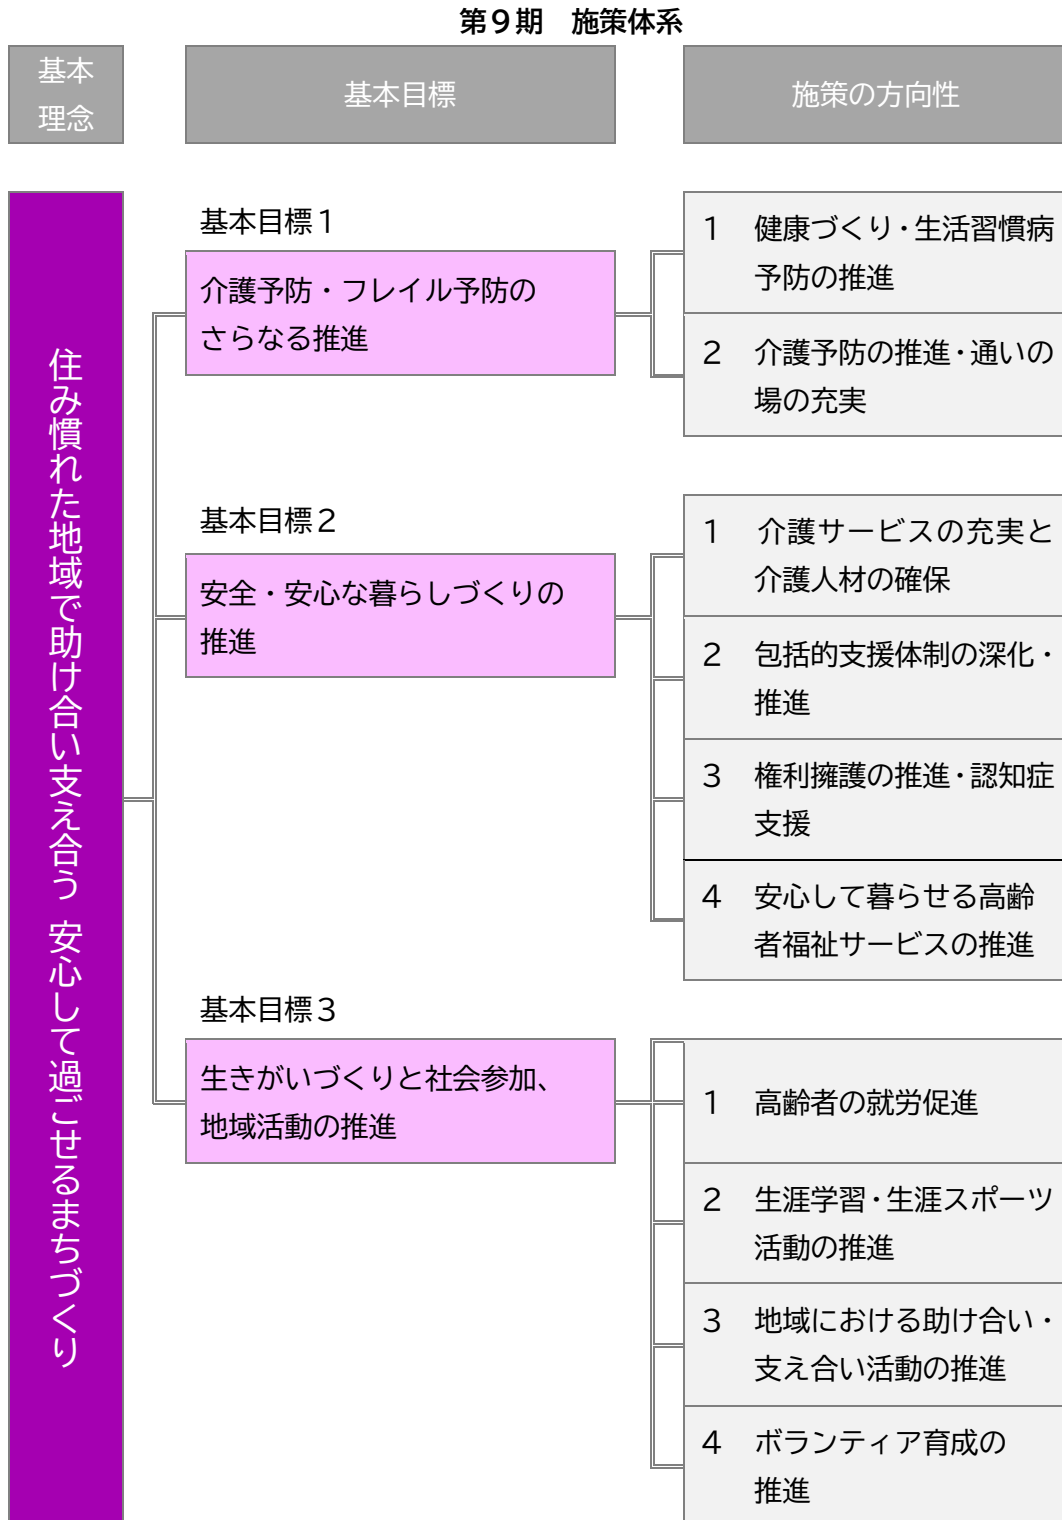 第９期　施策体系
基本
理念
基本目標
施策の方向性
住み慣れた地域で助け合い支え合う 安心して過ごせるまちづくり
基本目標１
介護予防・フレイル予防の
さらなる推進
1 健康づくり・生活習慣病
予防の推進
2 介護予防の推進・通いの
場の充実
基本目標２
安全・安心な暮らしづくりの
推進
1 介護サービスの充実と
介護人材の確保
2 包括的支援体制の深化・
推進
3 権利擁護の推進・認知症
支援
4 安心して暮らせる高齢
者福祉サービスの推進
基本目標３
生きがいづくりと社会参加、
地域活動の推進
1 高齢者の就労促進
2 生涯学習・生涯スポーツ
活動の推進
3 地域における助け合い・
支え合い活動の推進
4 ボランティア育成の
推進